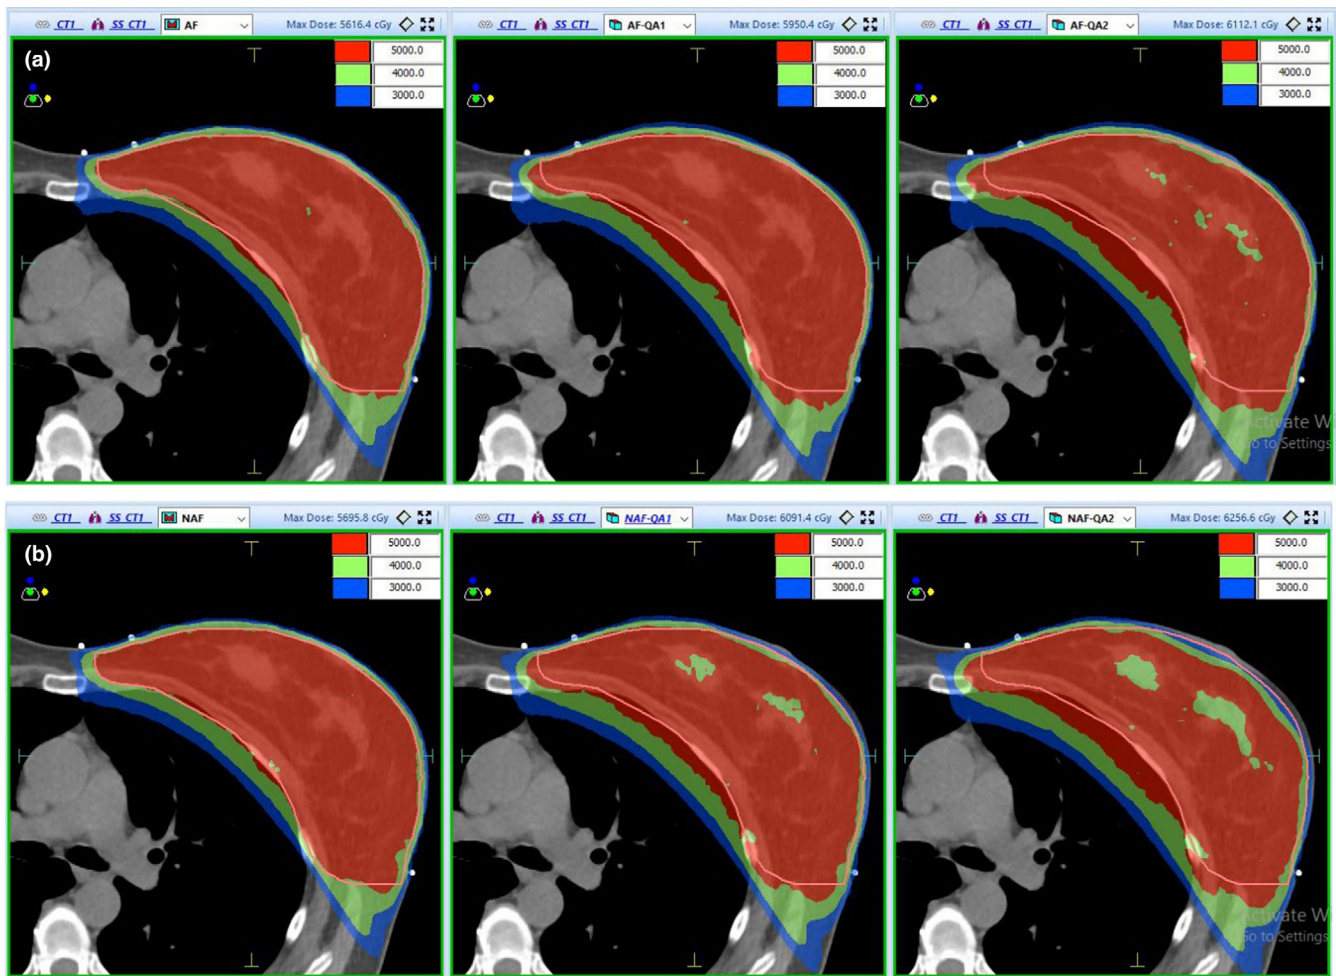 CT1 SS CT1 AF Max Dose: 5616.4 cGy
CT1 SS CT1 AF-QA1 Max Dose: 5950.4 cGy
CT1 SS CT1 AF-QA2 Max Dose: 6112.1 cGy
(a)
5000.0
4000.0
3000.0
5000.0
4000.0
3000.0
5000.0
4000.0
3000.0
Activate W
Go to Settings
CT1 SS CT1 NAF Max Dose: 5695.8 cGy
CT1 SS CT1 NAF-QA1 Max Dose: 6091.4 cGy
CT1 SS CT1 NAF-QA2 Max Dose: 6256.6 cGy
(b)
5000.0
4000.0
3000.0
5000.0
4000.0
3000.0
5000.0
4000.0
3000.0
Activate W
Go to Settings